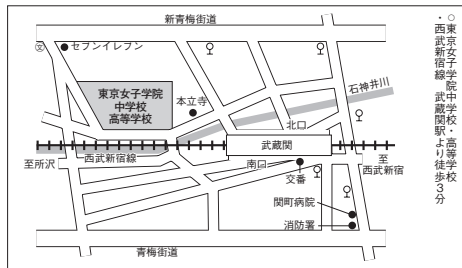 ○東京女子学院中学校・高等学校
・西武新宿線 武蔵関駅より徒歩3分
新青梅街道
文
セブンイレブン
東京女子学院
中学校
高等学校
本立寺
石神井川
北口
武蔵関
至所沢
西武新宿線
南口
交番
至
西武新宿
関町病院
消防署
青梅街道